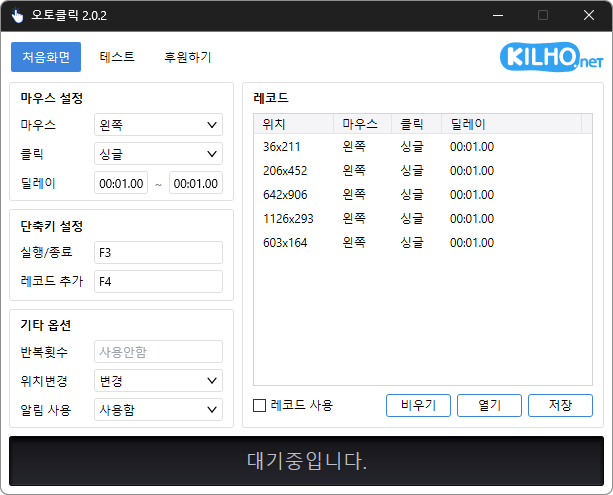 오토클릭 2.0.2
처음화면 테스트 후원하기
KILHO.net
마우스 설정
마우스 왼쪽
클릭 싱글
딜레이 00:01.00 ~ 00:01.00
단축키 설정
실행/종료 F3
레코드 추가 F4
기타 옵션
반복횟수 사용안함
위치변경 변경
알림 사용 사용함
레코드
위치 마우스 클릭 딜레이
36x211 왼쪽 싱글 00:01.00
206x452 왼쪽 싱글 00:01.00
642x906 왼쪽 싱글 00:01.00
1126x293 왼쪽 싱글 00:01.00
603x164 왼쪽 싱글 00:01.00
레코드 사용 비우기 열기 저장
대기중입니다.